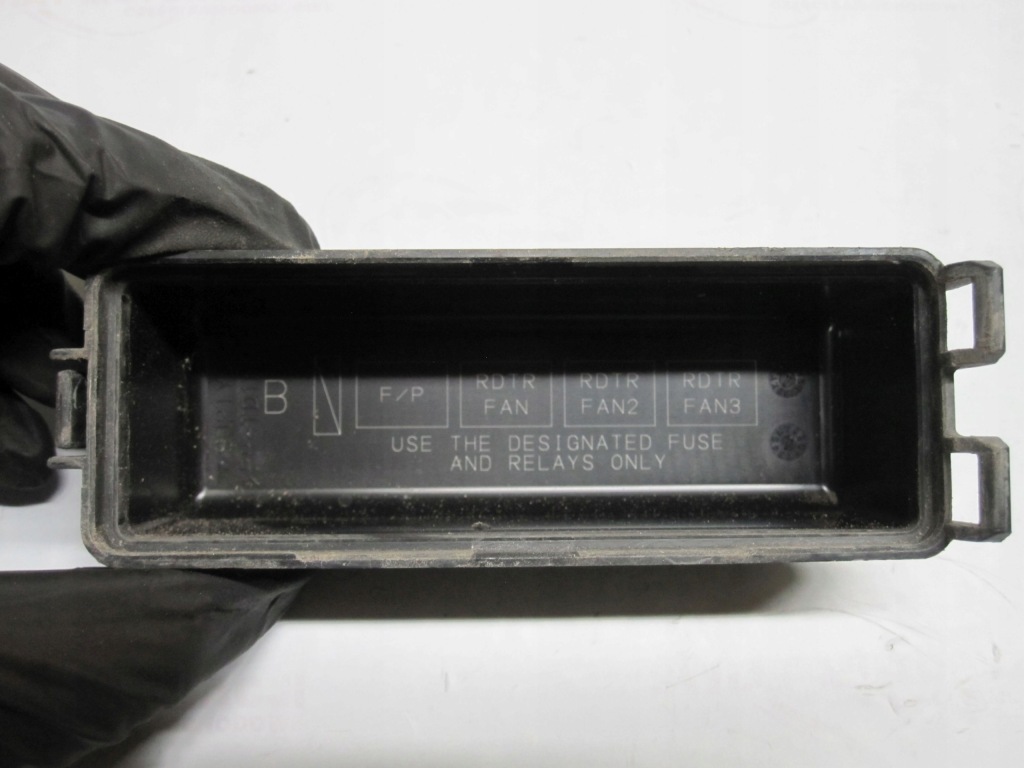 B F/P RDTR RDTR RDTR
FAN FAN2 FAN3
USE THE DESIGNATED FUSE
AND RELAYS ONLY